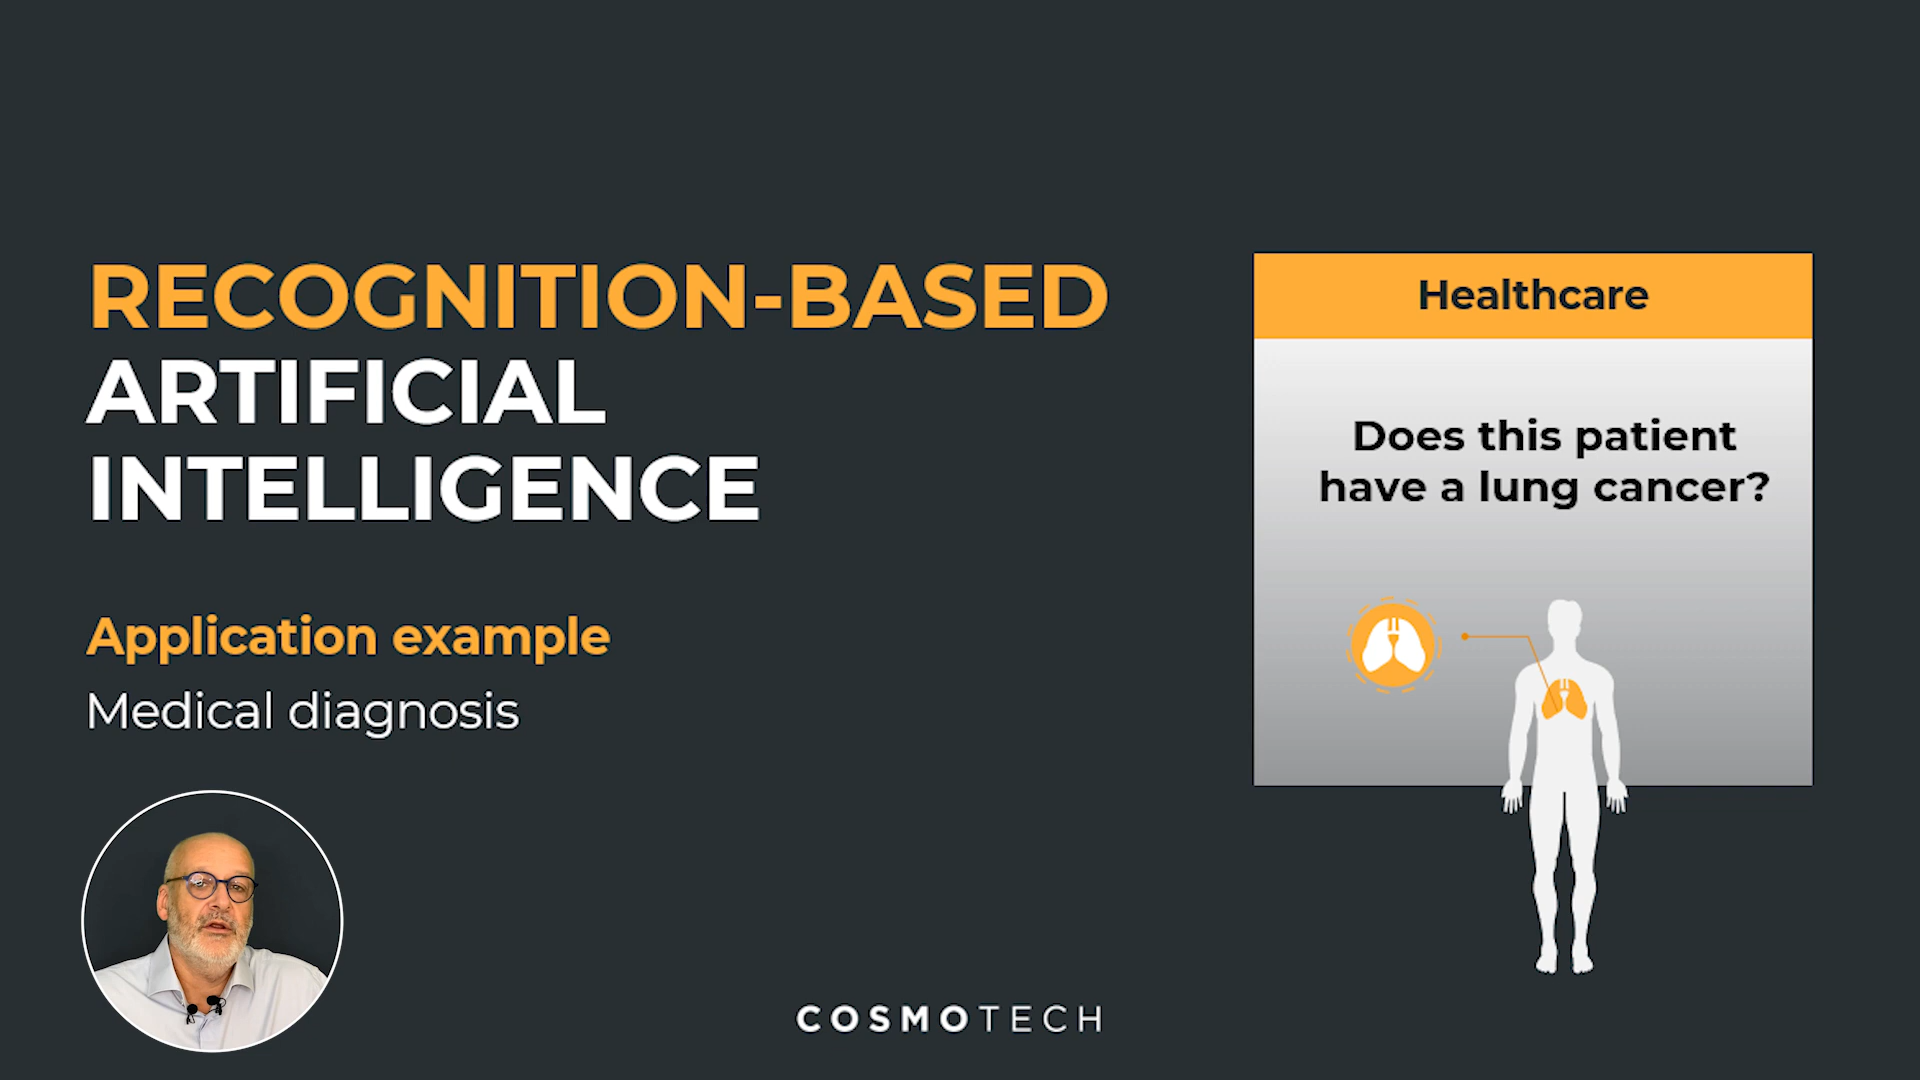 RECOGNITION-BASED
ARTIFICIAL
INTELLIGENCE
Application example
Medical diagnosis
Healthcare
Does this patient
have a lung cancer?
COSMOTECH